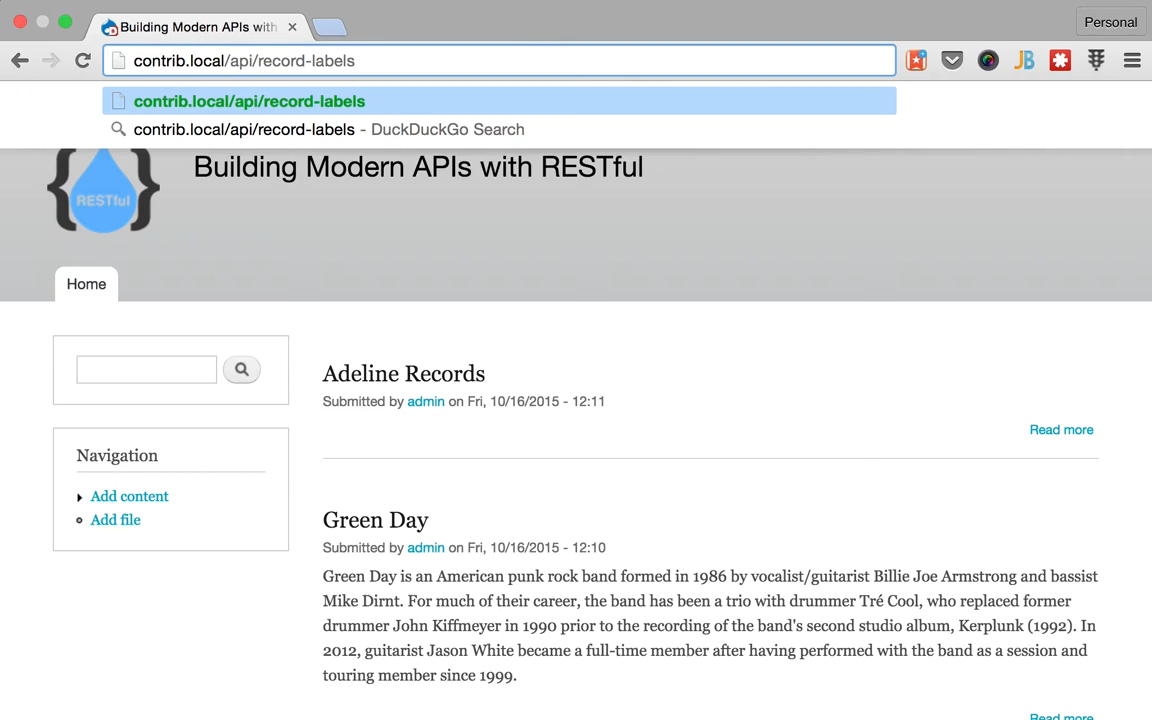 Building Modern APIs with
Personal
contrib.local/api/record-labels
JB
contrib.local/api/record-labels
contrib.local/api/record-labels - DuckDuckGo Search
RESTful
Building Modern APIs with RESTful
Home
Adeline Records
Submitted by admin on Fri, 10/16/2015 - 12:11
Read more
Navigation
Add content
Add file
Green Day
Submitted by admin on Fri, 10/16/2015 - 12:10
Green Day is an American punk rock band formed in 1986 by vocalist/guitarist Billie Joe Armstrong and bassist
Mike Dirnt. For much of their career, the band has been a trio with drummer Tré Cool, who replaced former
drummer John Kiffmeyer in 1990 prior to the recording of the band's second studio album, Kerplunk (1992). In
2012, guitarist Jason White became a full-time member after having performed with the band as a session and
touring member since 1999.
Read more